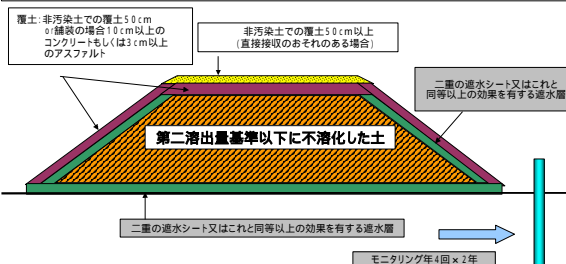 覆土:非汚染土での覆土50cm
or舗装の場合10cm以上の
コンクリートもしくは3cm以上
のアスファルト
非汚染土での覆土50cm以上
(直接接収のおそれのある場合)
二重の遮水シート又はこれと
同等以上の効果を有する遮水層
第二溶出量基準以下に不溶化した土
二重の遮水シート又はこれと同等以上の効果を有する遮水層
モニタリング年4回×2年